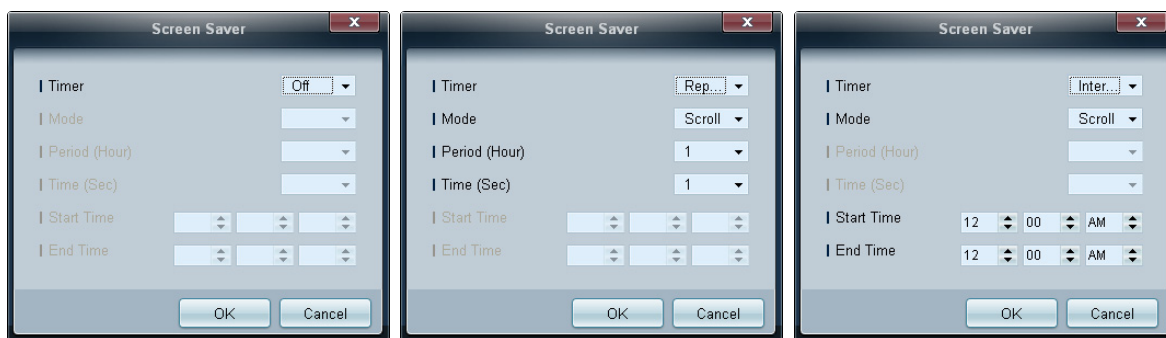 Screen Saver
Timer Off
Mode
Period (Hour)
Time (Sec)
Start Time
End Time
OK Cancel
Screen Saver
Timer Rep...
Mode Scroll
Period (Hour) 1
Time (Sec) 1
Start Time
End Time
OK Cancel
Screen Saver
Timer Inter...
Mode Scroll
Period (Hour)
Time (Sec)
Start Time 12 00 AM
End Time 12 00 AM
OK Cancel